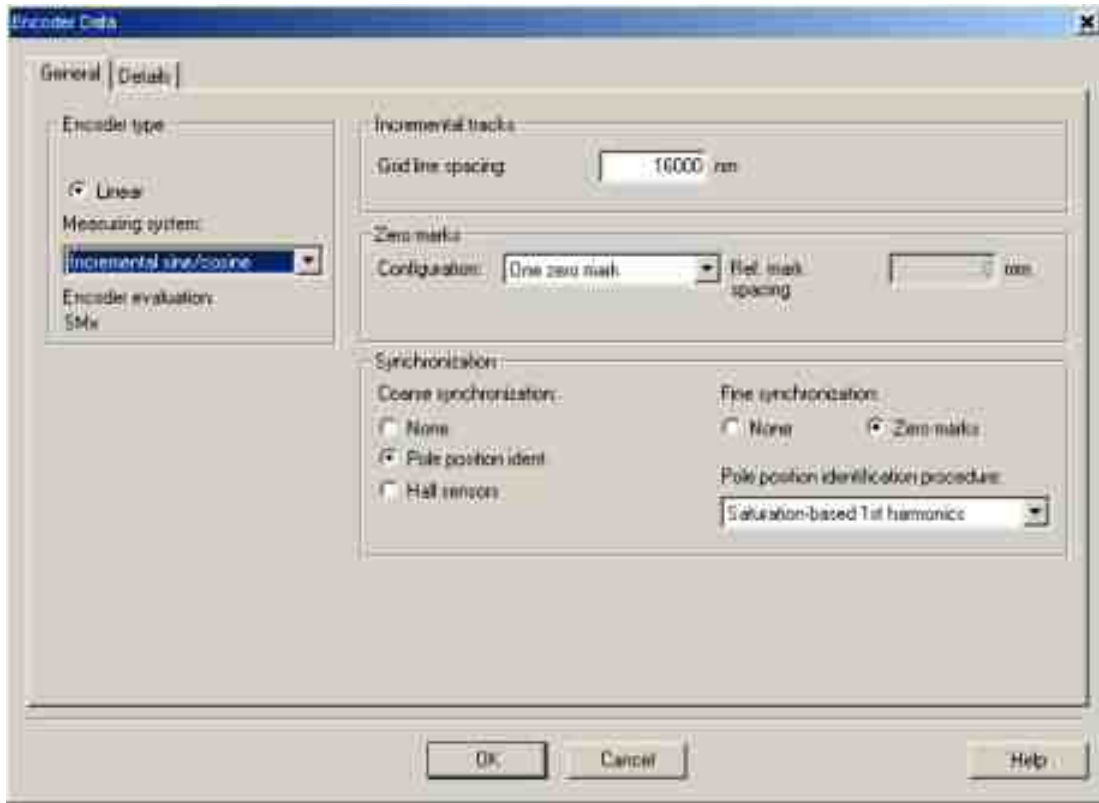 Encoder Data
General
Details
Encoder type
Linear
Measuring system:
Incremental sine/cosine
Encoder evaluation:
SMx
Incremental tracks
Grid line spacing:
16000 nm
Zero marks
Configuration:
One zero mark
Ref. mark
spacing
0 mm
Synchronization
Coarse synchronization:
None
Pole position ident.
Hall sensors
Fine synchronization:
None
Zero marks
Pole position identification procedure:
Saturation-based 1st harmonics
OK
Cancel
Help